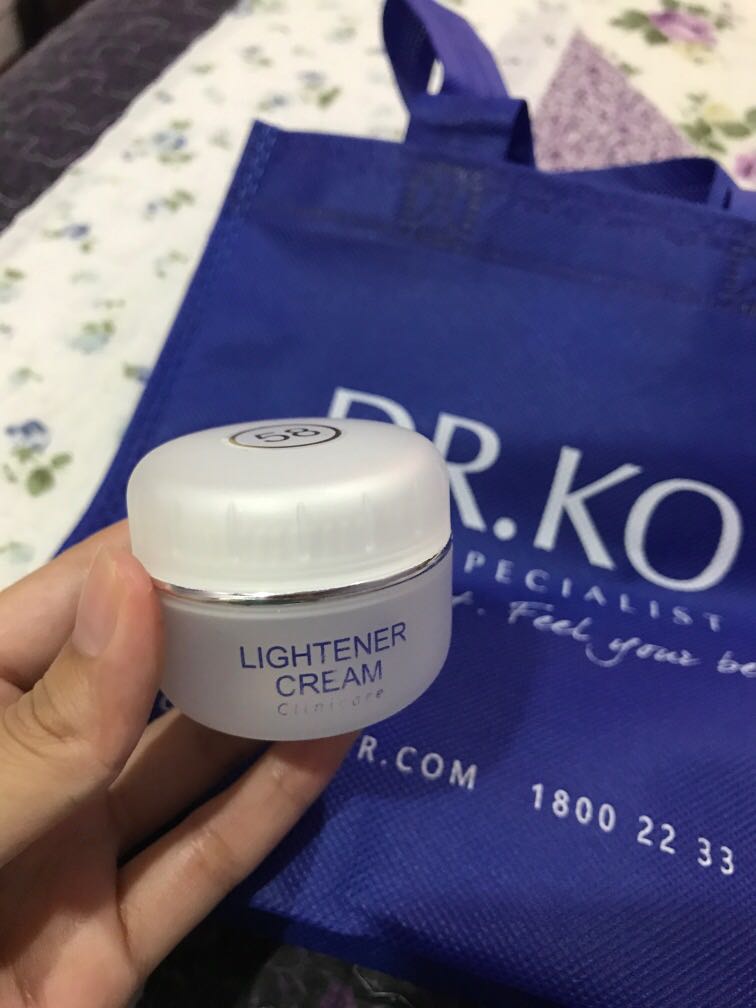 58
LIGHTENER
CREAM
Clinicare
DR.KO
PECIALIST
. Feel your be
R.COM 1800 22 33